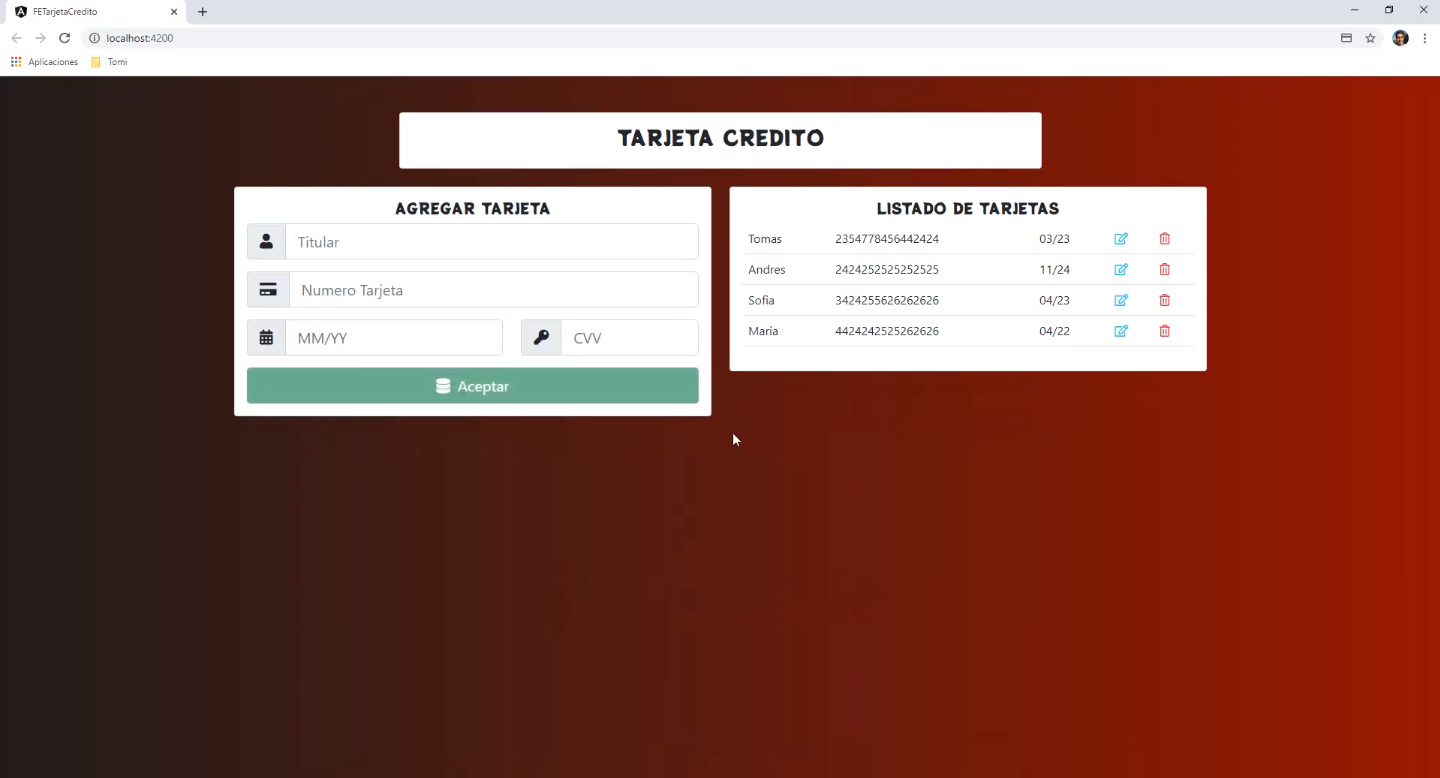 FETarjetaCredito
localhost:4200
Aplicaciones Tomi
TARJETA CREDITO
AGREGAR TARJETA
Titular
Numero Tarjeta
MM/YY CVV
Aceptar
LISTADO DE TARJETAS
Tomas 2354778456442424 03/23
Andres 2424252525252525 11/24
Sofia 3424255626262626 04/23
Maria 4424242525262626 04/22